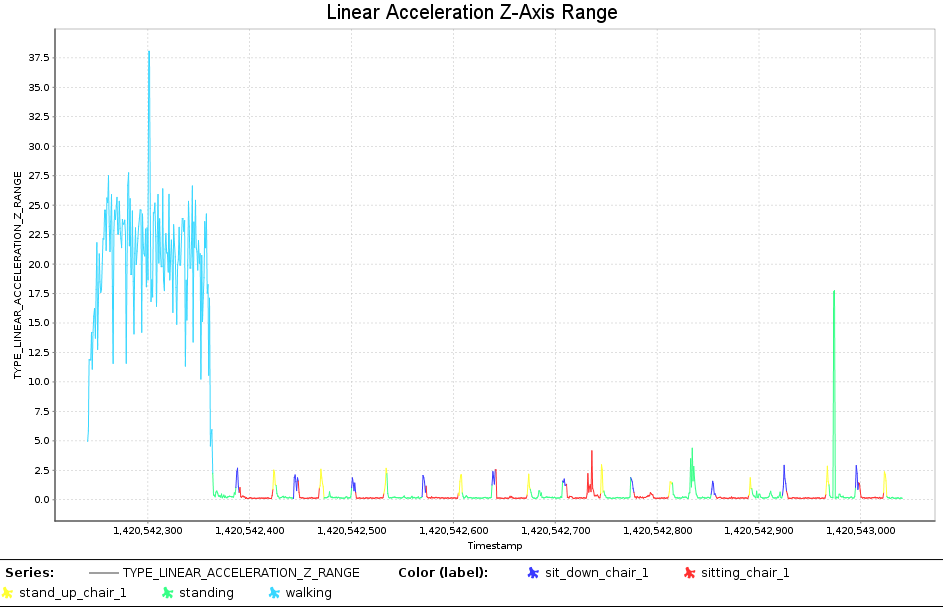 Linear Acceleration Z-Axis Range
TYPE_LINEAR_ACCELERATION_Z_RANGE
37.5
35.0
32.5
30.0
27.5
25.0
22.5
20.0
17.5
15.0
12.5
10.0
7.5
5.0
2.5
0.0
1,420,542,300 1,420,542,400 1,420,542,500 1,420,542,600 1,420,542,700 1,420,542,800 1,420,542,900 1,420,543,000
Timestamp
Series: TYPE_LINEAR_ACCELERATION_Z_RANGE Color (label): sit_down_chair_1 sitting_chair_1
stand_up_chair_1 standing walking